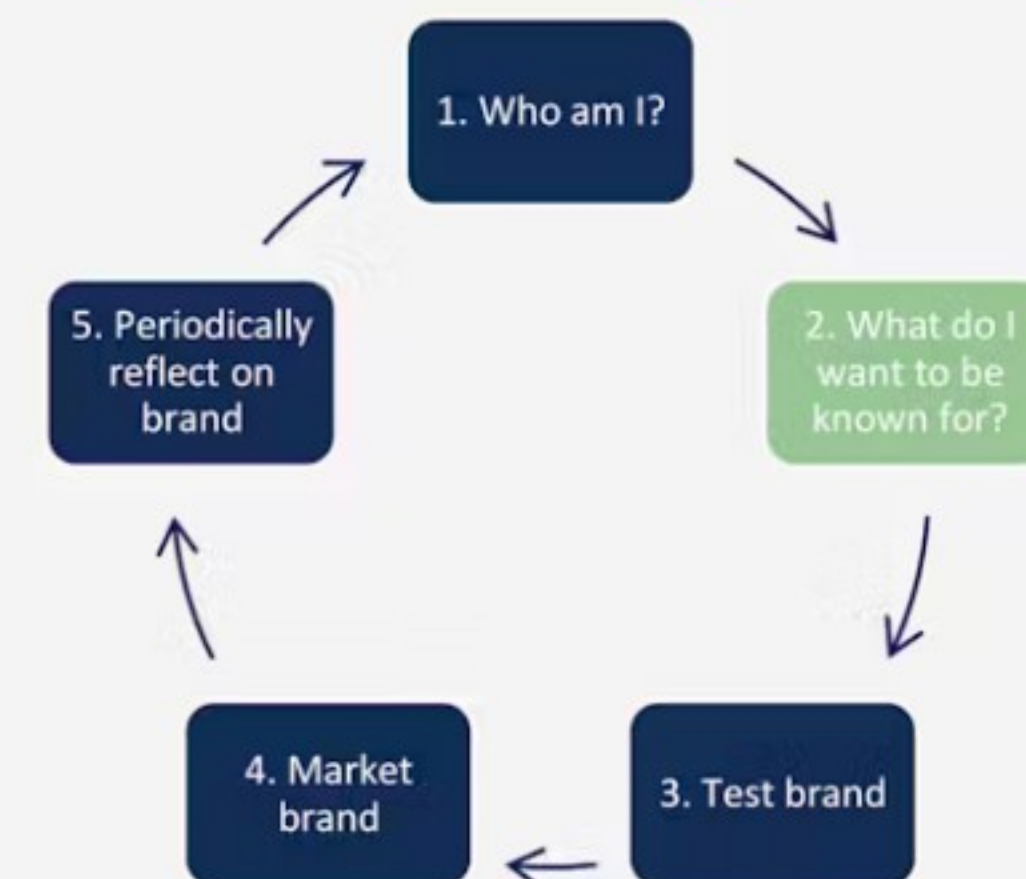 1. Who am I?
2. What do I
want to be
known for?
3. Test brand
4. Market
brand
5. Periodically
reflect on
brand